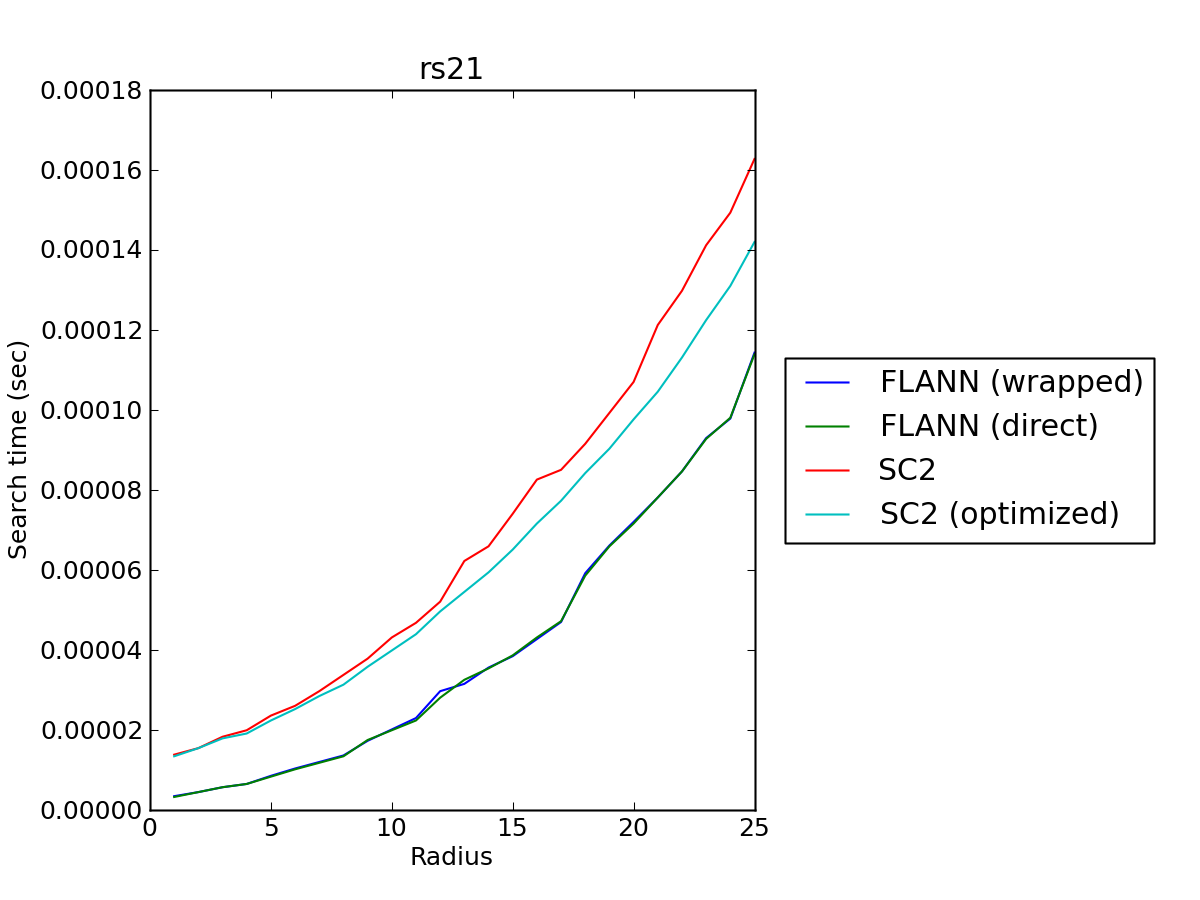 rs21
0.00018
0.00016
0.00014
0.00012
0.00010
0.00008
0.00006
0.00004
0.00002
0.00000
Search time (sec)
0 5 10 15 20 25
Radius
FLANN (wrapped)
FLANN (direct)
SC2
SC2 (optimized)